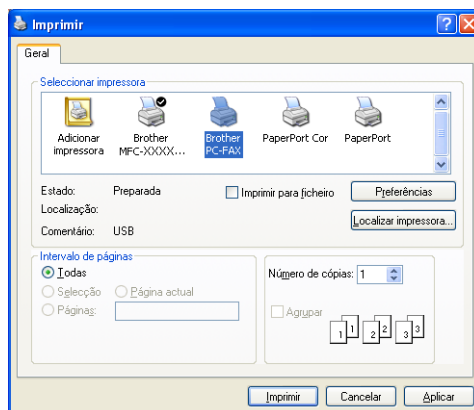 Imprimir
Geral
Seleccionar impressora
Adicionar impressora
Brother MFC-XXXX...
Brother PC-FAX
PaperPort Cor
PaperPort
Estado: Preparada
Imprimir para ficheiro
Preferências
Localização:
Localizar impressora...
Comentário: USB
Intervalo de páginas
Todas
Selecção
Página actual
Páginas:
Número de cópias: 1
Agrupar
1 1 2 2 3 3
Imprimir
Cancelar
Aplicar